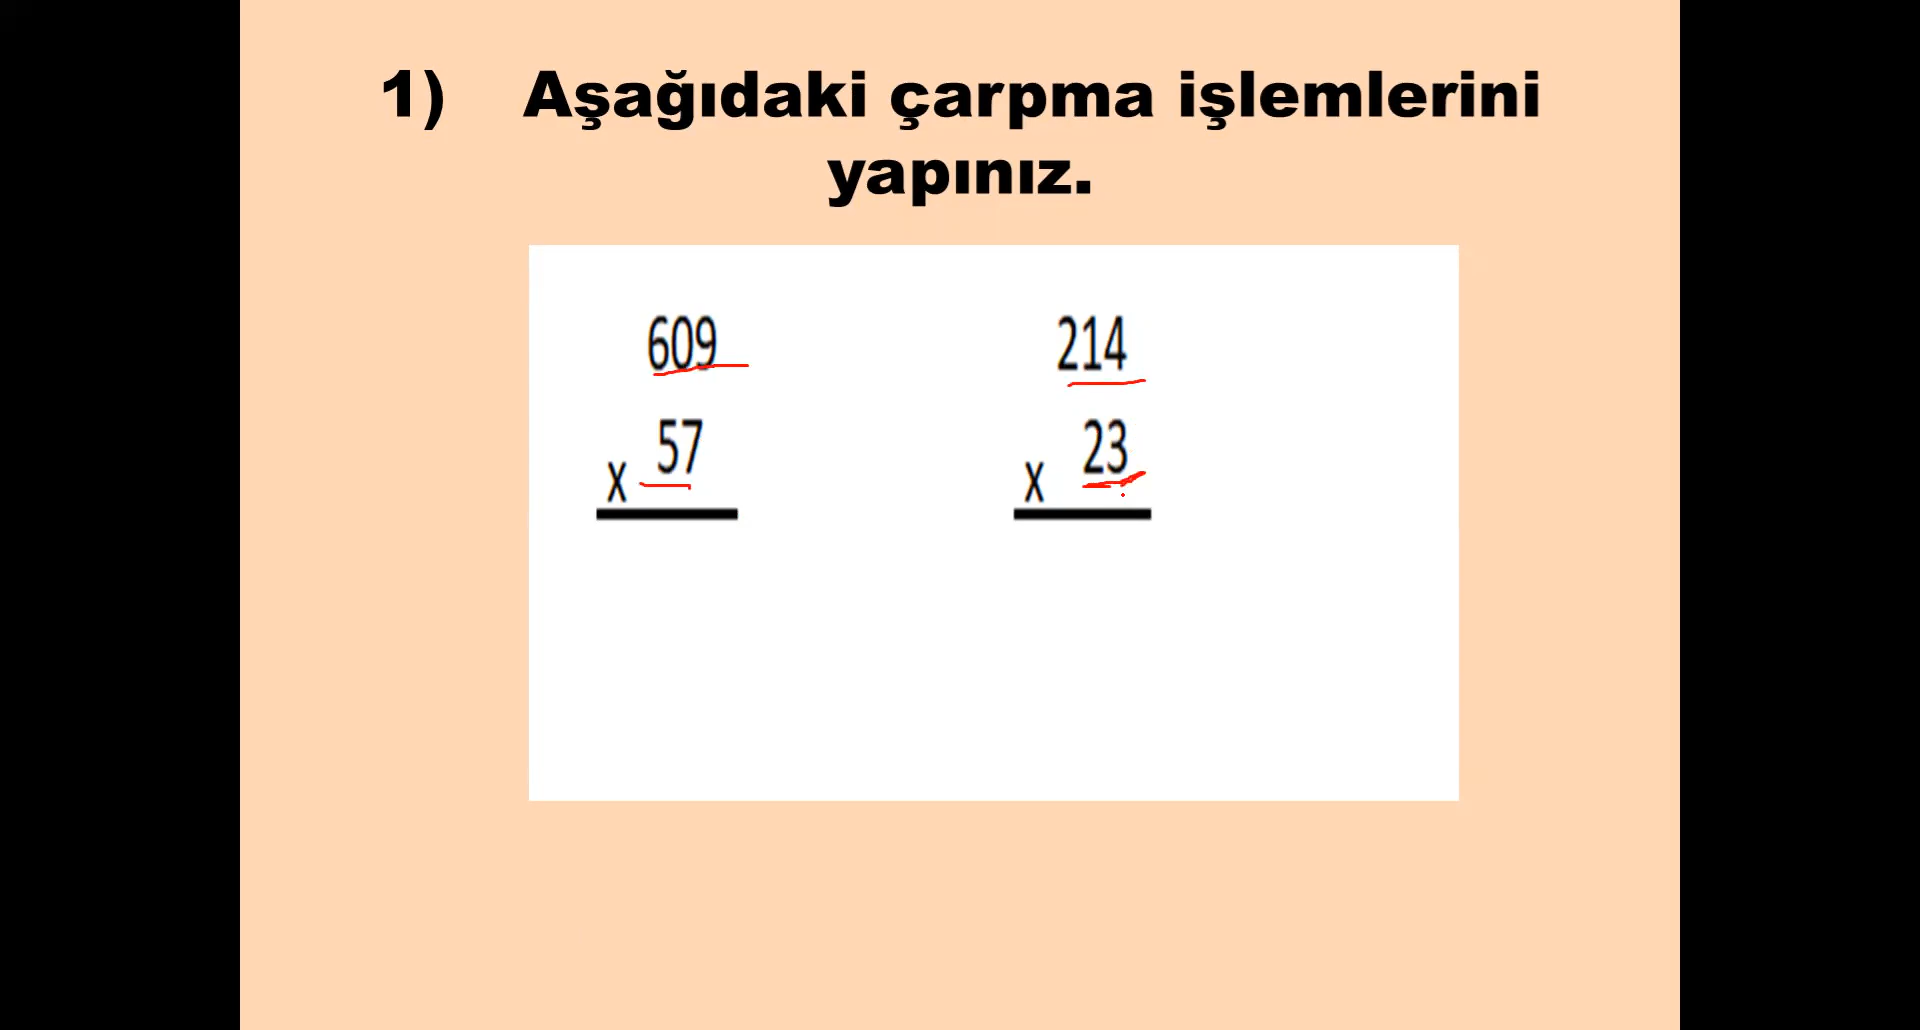 1) Aşağıdaki çarpma işlemlerini
yapınız.
609
x 57
214
x 23